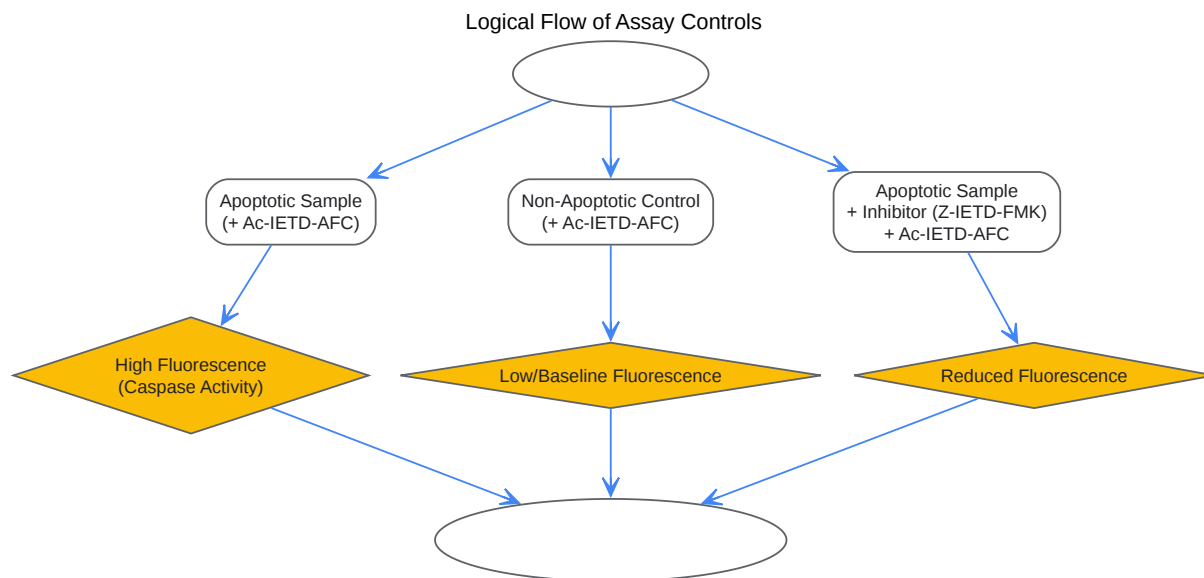 Logical Flow of Assay Controls
Apoptotic Sample
(+ Ac-IETD-AFC)
Non-Apoptotic Control
(+ Ac-IETD-AFC)
Apoptotic Sample
+ Inhibitor (Z-IETD-FMK)
+ Ac-IETD-AFC
High Fluorescence
(Caspase Activity)
Low/Baseline Fluorescence
Reduced Fluorescence